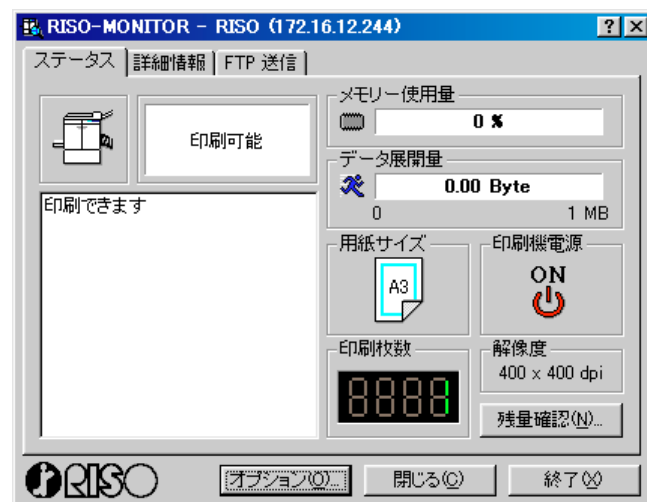 RISO-MONITOR - RISO (172.16.12.244)
ステータス 詳細情報 FTP 送信
印刷可能
印刷できます
メモリー使用量
0 %
データ展開量
0.00 Byte
0 1 MB
用紙サイズ
A3
印刷機電源
ON
印刷枚数
1
解像度
400 x 400 dpi
残量確認(N)...
RISO
オプション(O)... 閉じる(C) 終了(X)